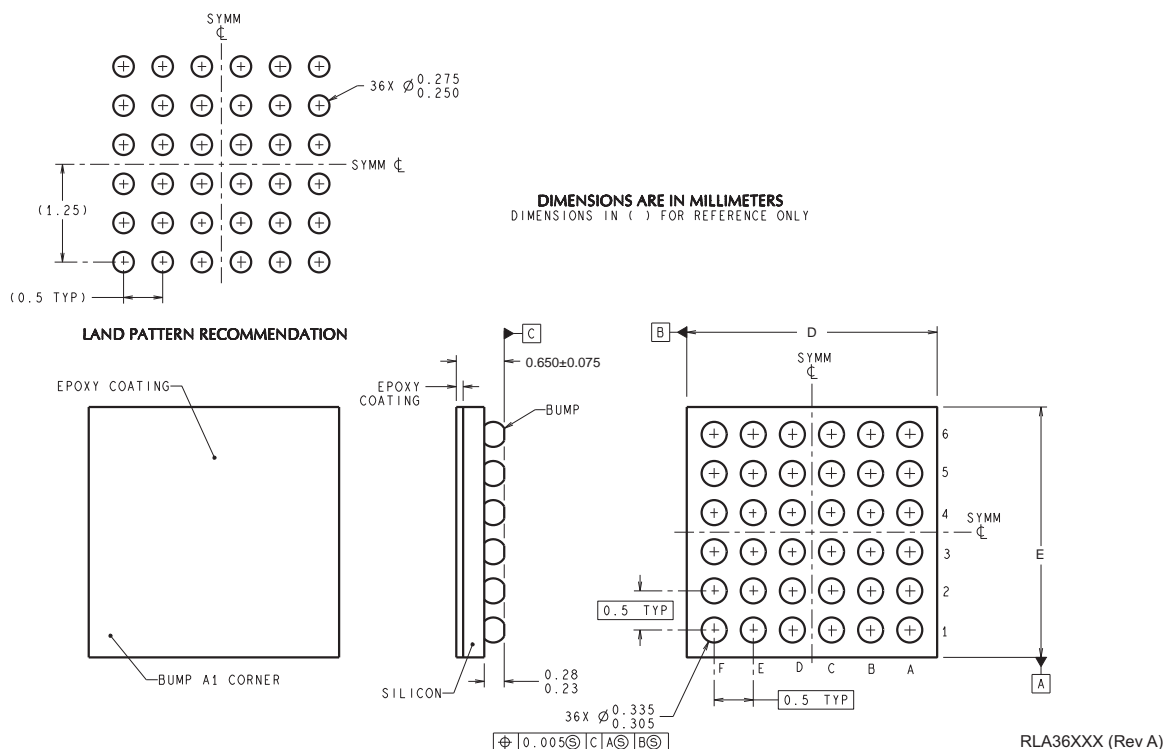 SYMM
℄
36X Ø0.275
0.250
SYMM ℄
(1.25)
(0.5 TYP)
LAND PATTERN RECOMMENDATION
DIMENSIONS ARE IN MILLIMETERS
DIMENSIONS IN ( ) FOR REFERENCE ONLY
EPOXY COATING
BUMP A1 CORNER
C
0.650±0.075
EPOXY
COATING
BUMP
SILICON
0.28
0.23
B
D
SYMM
℄
6
5
4
3
2
1
SYMM
℄
E
0.5 TYP
F E D C B A
A
0.5 TYP
36X Ø0.335
0.305
⌖ 0.005Ⓢ C AⓈ BⓈ
RLA36XXX (Rev A)